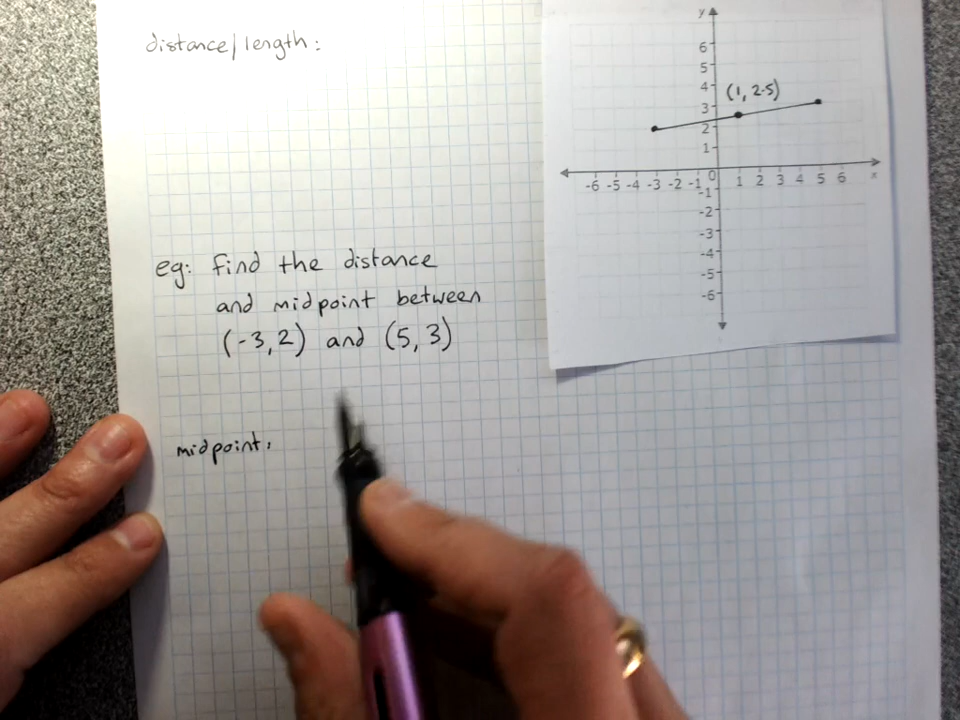 distance/length:
eg: find the distance
and midpoint between
(-3,2) and (5,3)
midpoint:
y
6
5
4
(1, 2.5)
3
2
1
0
-6 -5 -4 -3 -2 -1 1 2 3 4 5 6 x
-1
-2
-3
-4
-5
-6